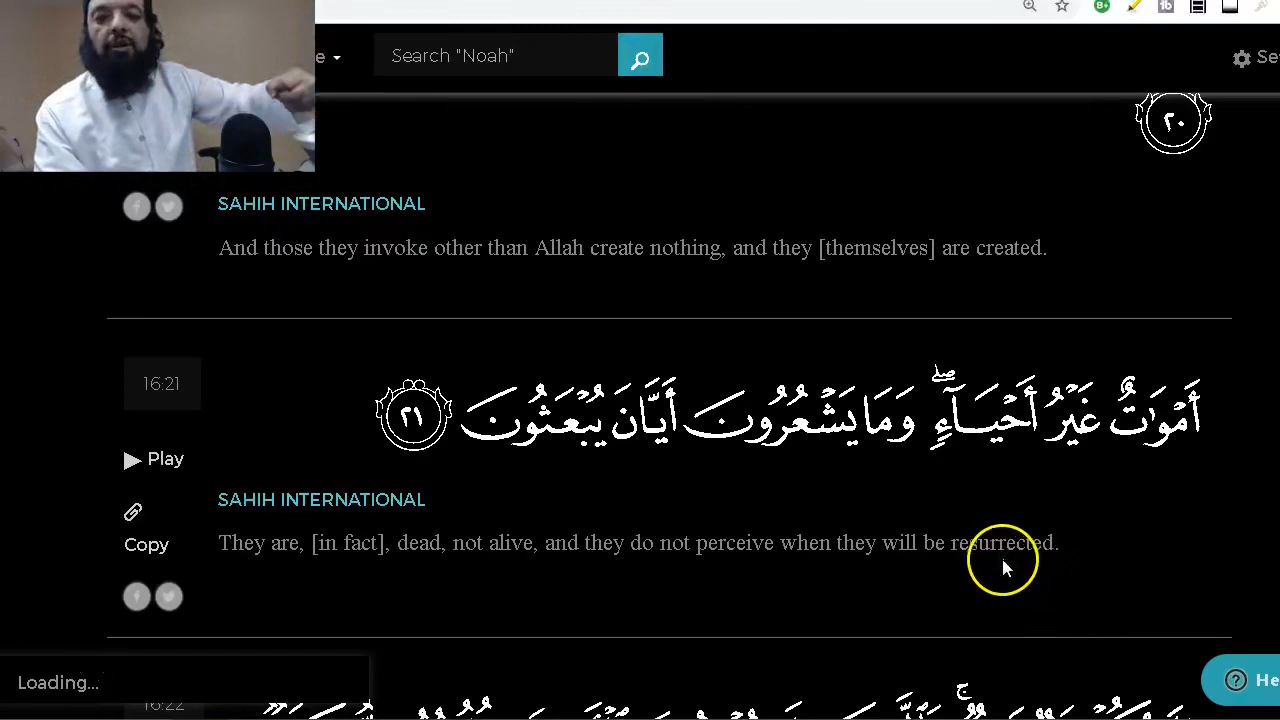 e
Search "Noah"
Se
٢٠
SAHIH INTERNATIONAL
And those they invoke other than Allah create nothing, and they [themselves] are created.
16:21
أَمْوَٰتٌ غَيْرُ أَحْيَآءٍۖ وَمَا يَشْعُرُونَ أَيَّانَ يُبْعَثُونَ ٢١
Play
SAHIH INTERNATIONAL
Copy
They are, [in fact], dead, not alive, and they do not perceive when they will be resurrected.
Loading...
He
16:22